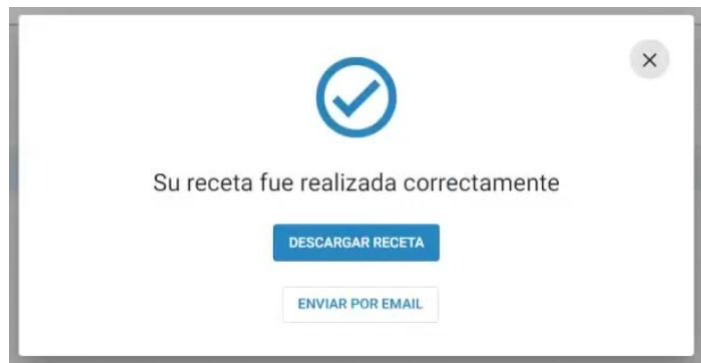 Su receta fue realizada correctamente
DESCARGAR RECETA
ENVIAR POR EMAIL